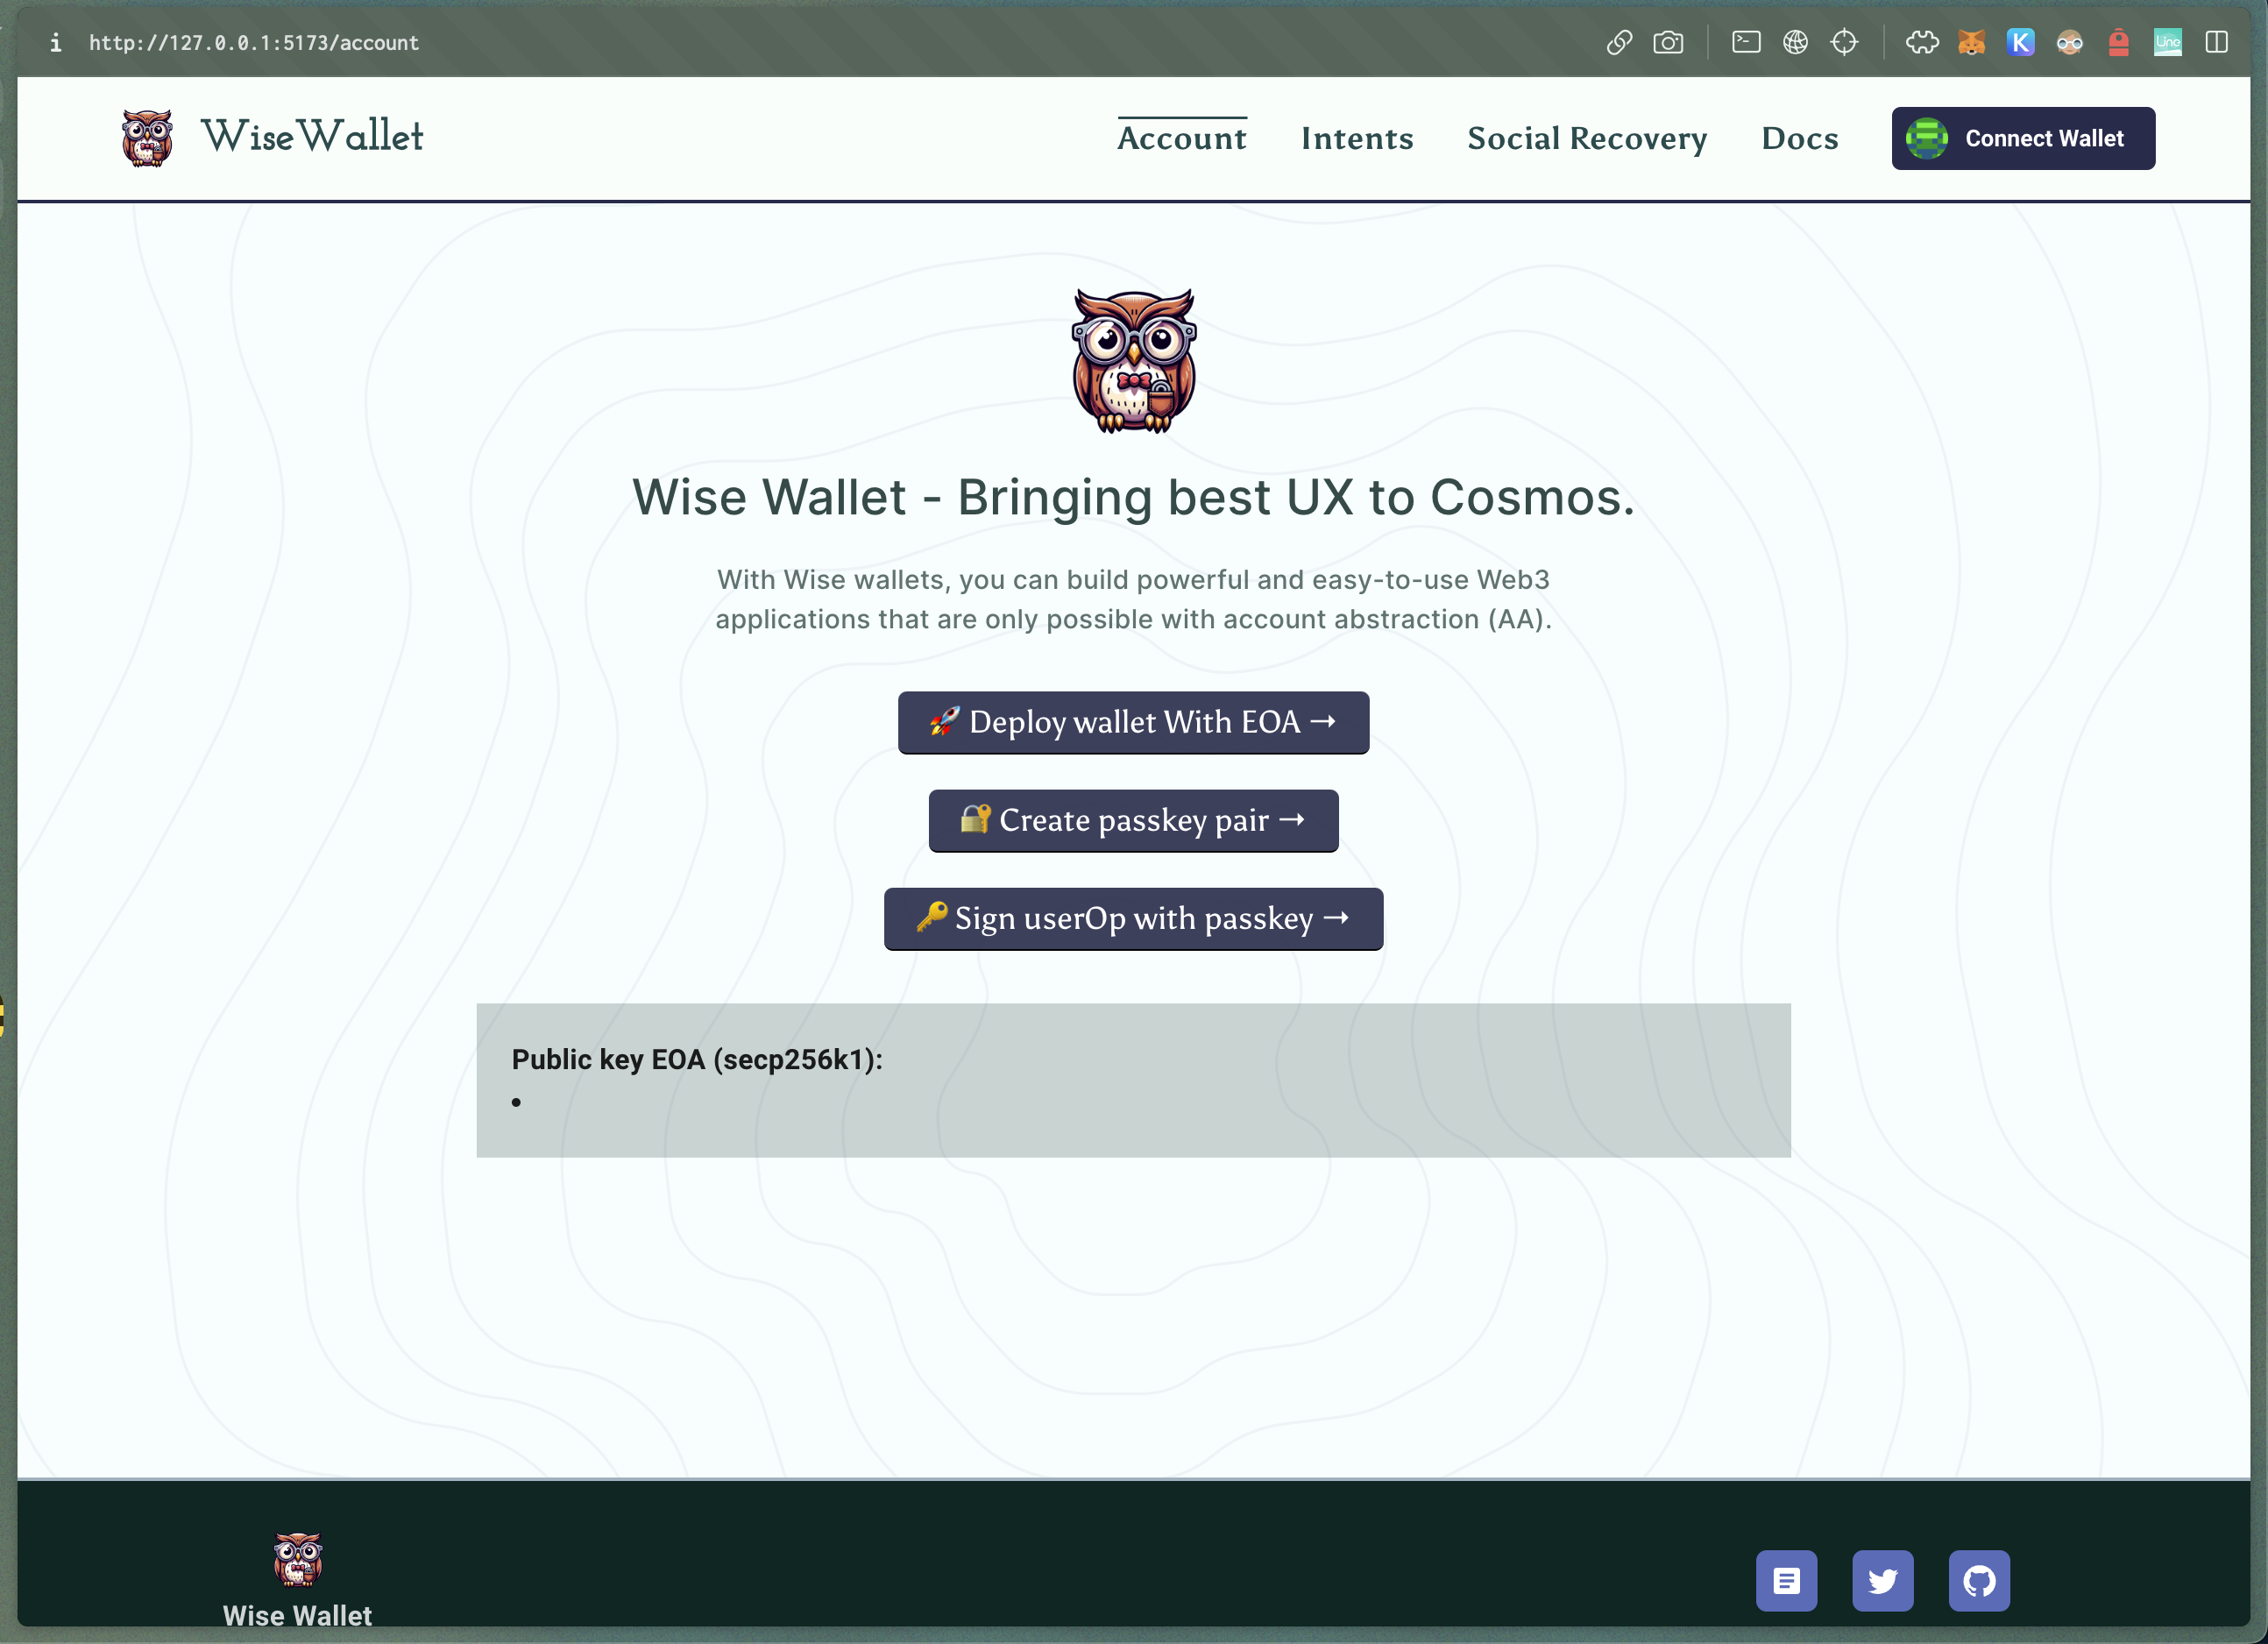 http://127.0.0.1:5173/account
WiseWallet
Account
Intents
Social Recovery
Docs
Connect Wallet
Wise Wallet - Bringing best UX to Cosmos.
With Wise wallets, you can build powerful and easy-to-use Web3
applications that are only possible with account abstraction (AA).
🚀 Deploy wallet With EOA →
🔐 Create passkey pair →
🔑 Sign userOp with passkey →
Public key EOA (secp256k1):
•
Wise Wallet